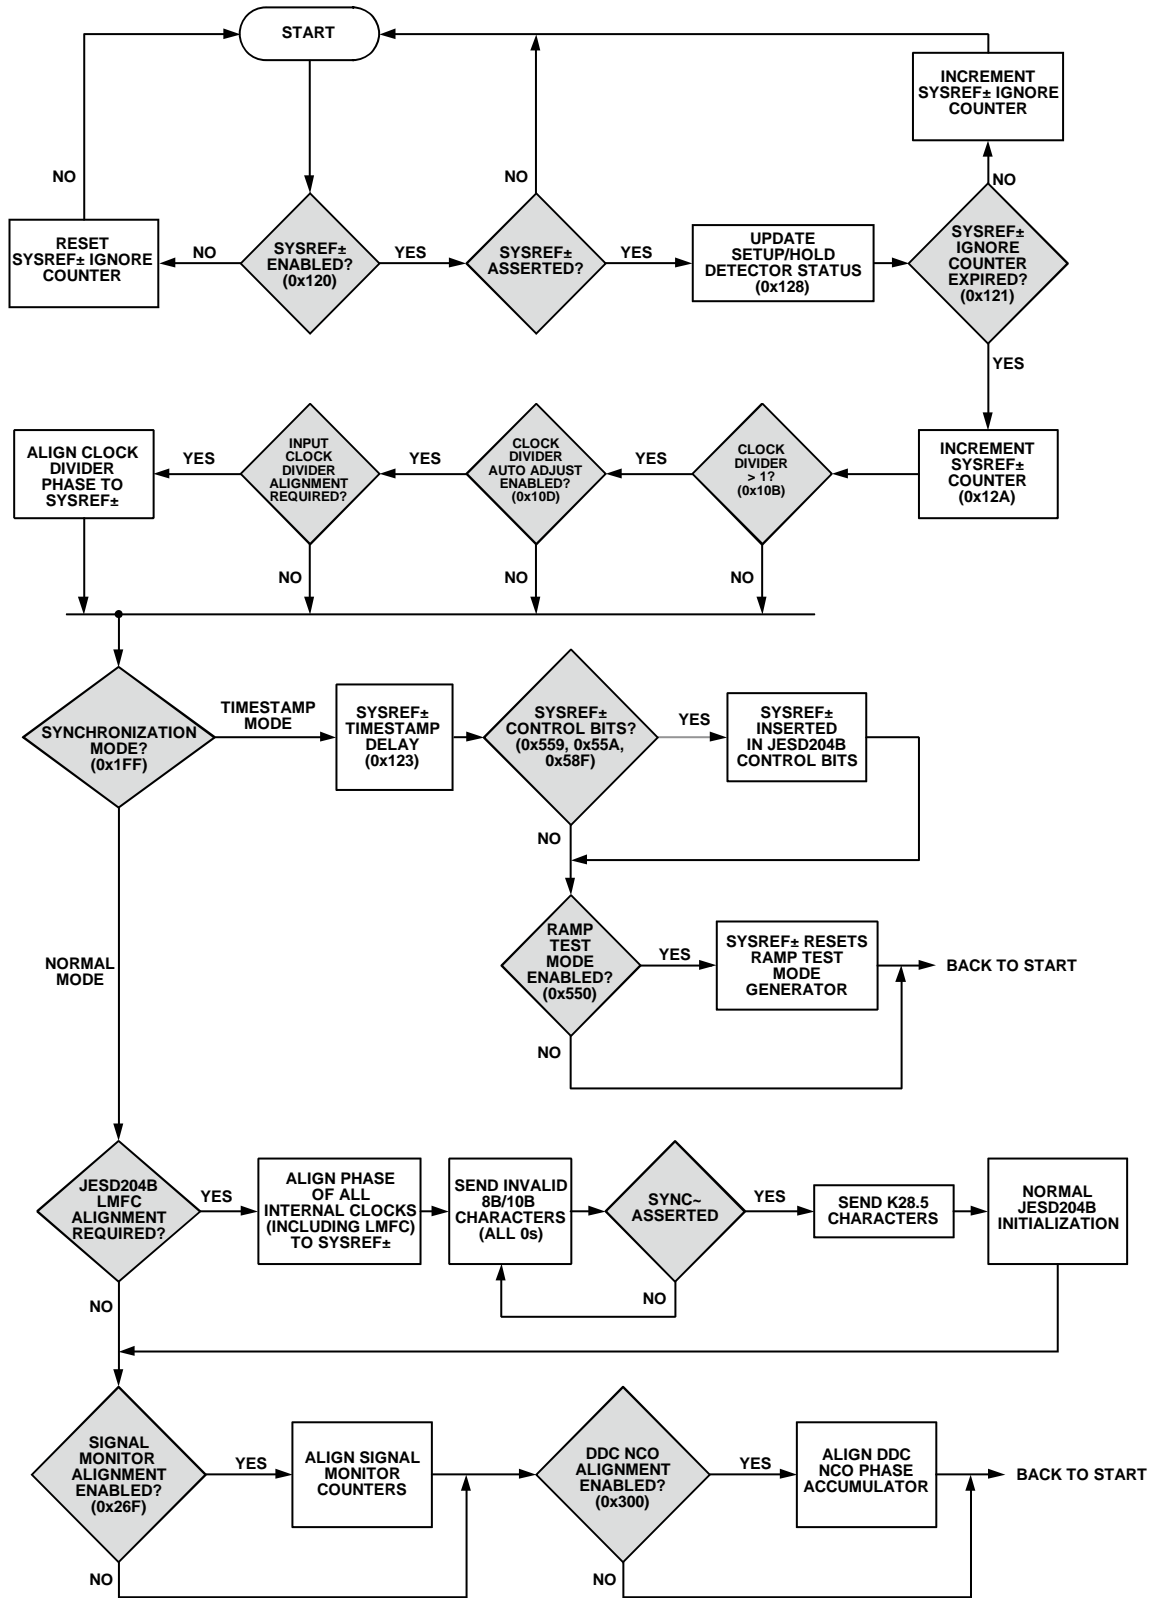 START
INCREMENT
SYSREF± IGNORE
COUNTER
NO
NO
NO
RESET
SYSREF± IGNORE
COUNTER
NO
SYSREF±
ENABLED?
(0x120)
YES
SYSREF±
ASSERTED?
YES
UPDATE
SETUP/HOLD
DETECTOR STATUS
(0x128)
SYSREF±
IGNORE
COUNTER
EXPIRED?
(0x121)
YES
ALIGN CLOCK
DIVIDER
PHASE TO
SYSREF±
YES
INPUT
CLOCK
DIVIDER
ALIGNMENT
REQUIRED?
YES
CLOCK
DIVIDER
AUTO ADJUST
ENABLED?
(0x10D)
YES
CLOCK
DIVIDER
> 1?
(0x10B)
INCREMENT
SYSREF±
COUNTER
(0x12A)
NO
NO
NO
SYNCHRONIZATION
MODE?
(0x1FF)
TIMESTAMP
MODE
SYSREF±
TIMESTAMP
DELAY
(0x123)
SYSREF±
CONTROL BITS?
(0x559, 0x55A,
0x58F)
YES
SYSREF±
INSERTED
IN JESD204B
CONTROL BITS
NO
RAMP
TEST
MODE
ENABLED?
(0x550)
YES
SYSREF± RESETS
RAMP TEST
MODE
GENERATOR
BACK TO START
NO
NORMAL
MODE
JESD204B
LMFC
ALIGNMENT
REQUIRED?
YES
ALIGN PHASE
OF ALL
INTERNAL CLOCKS
(INCLUDING LMFC)
TO SYSREF±
SEND INVALID
8B/10B
CHARACTERS
(ALL 0s)
SYNC~
ASSERTED
YES
SEND K28.5
CHARACTERS
NORMAL
JESD204B
INITIALIZATION
NO
NO
SIGNAL
MONITOR
ALIGNMENT
ENABLED?
(0x26F)
YES
ALIGN SIGNAL
MONITOR
COUNTERS
DDC NCO
ALIGNMENT
ENABLED?
(0x300)
YES
ALIGN DDC
NCO PHASE
ACCUMULATOR
BACK TO START
NO
NO